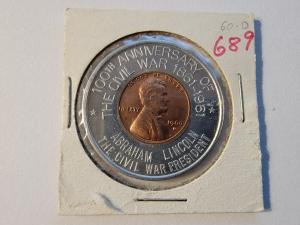 60-D
689
100TH ANNIVERSARY OF
THE CIVIL WAR 1861-1961
LIBERTY
1960
D
ABRAHAM LINCOLN
THE CIVIL WAR PRESIDENT